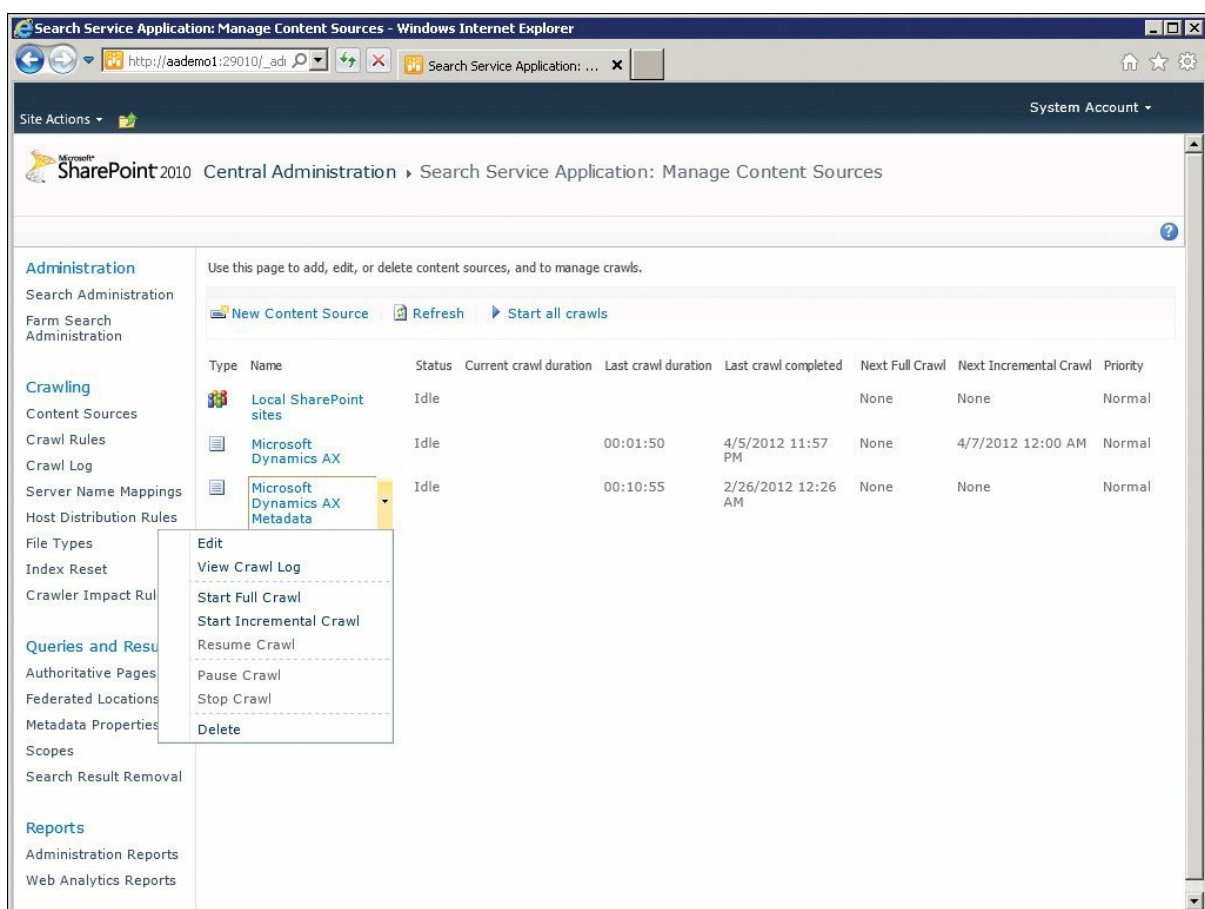 Search Service Application: Manage Content Sources - Windows Internet Explorer
http://aademo1:29010/_adı
Search Service Application: ...
System Account
Site Actions
Microsoft
SharePoint 2010 Central Administration Search Service Application: Manage Content Sources
Administration
Search Administration
Farm Search
Administration
Crawling
Content Sources
Crawl Rules
Crawl Log
Server Name Mappings
Host Distribution Rules
File Types
Index Reset
Crawler Impact Rul
Queries and Resu
Authoritative Pages
Federated Locations
Metadata Properties
Scopes
Search Result Removal
Reports
Administration Reports
Web Analytics Reports
Use this page to add, edit, or delete content sources, and to manage crawls.
New Content Source Refresh Start all crawls
Type Name Status Current crawl duration Last crawl duration Last crawl completed Next Full Crawl Next Incremental Crawl Priority
Local SharePoint Idle None None Normal
sites
Microsoft Idle 00:01:50 4/5/2012 11:57 None 4/7/2012 12:00 AM Normal
Dynamics AX PM
Microsoft Idle 00:10:55 2/26/2012 12:26 None None Normal
Dynamics AX AM
Metadata
Edit
View Crawl Log
Start Full Crawl
Start Incremental Crawl
Resume Crawl
Pause Crawl
Stop Crawl
Delete